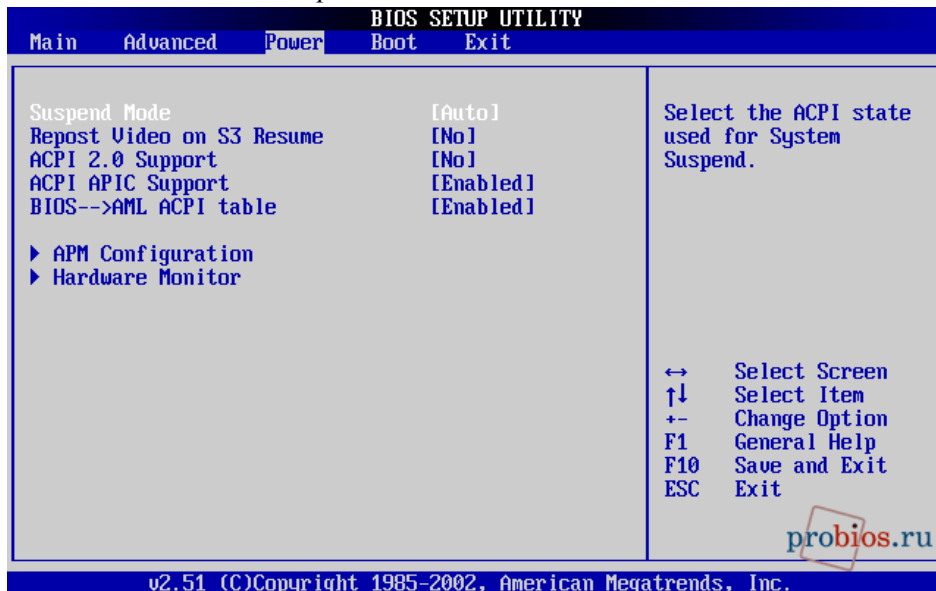 BIOS SETUP UTILITY
Main Advanced Power Boot Exit
Suspend Mode [Auto]
Repost Video on S3 Resume [No]
ACPI 2.0 Support [No]
ACPI APIC Support [Enabled]
BIOS-->AML ACPI table [Enabled]
▶ APM Configuration
▶ Hardware Monitor
Select the ACPI state
used for System
Suspend.
↔ Select Screen
↑↓ Select Item
+- Change Option
F1 General Help
F10 Save and Exit
ESC Exit
probios.ru
v2.51 (C)Copyright 1985-2002, American Megatrends, Inc.